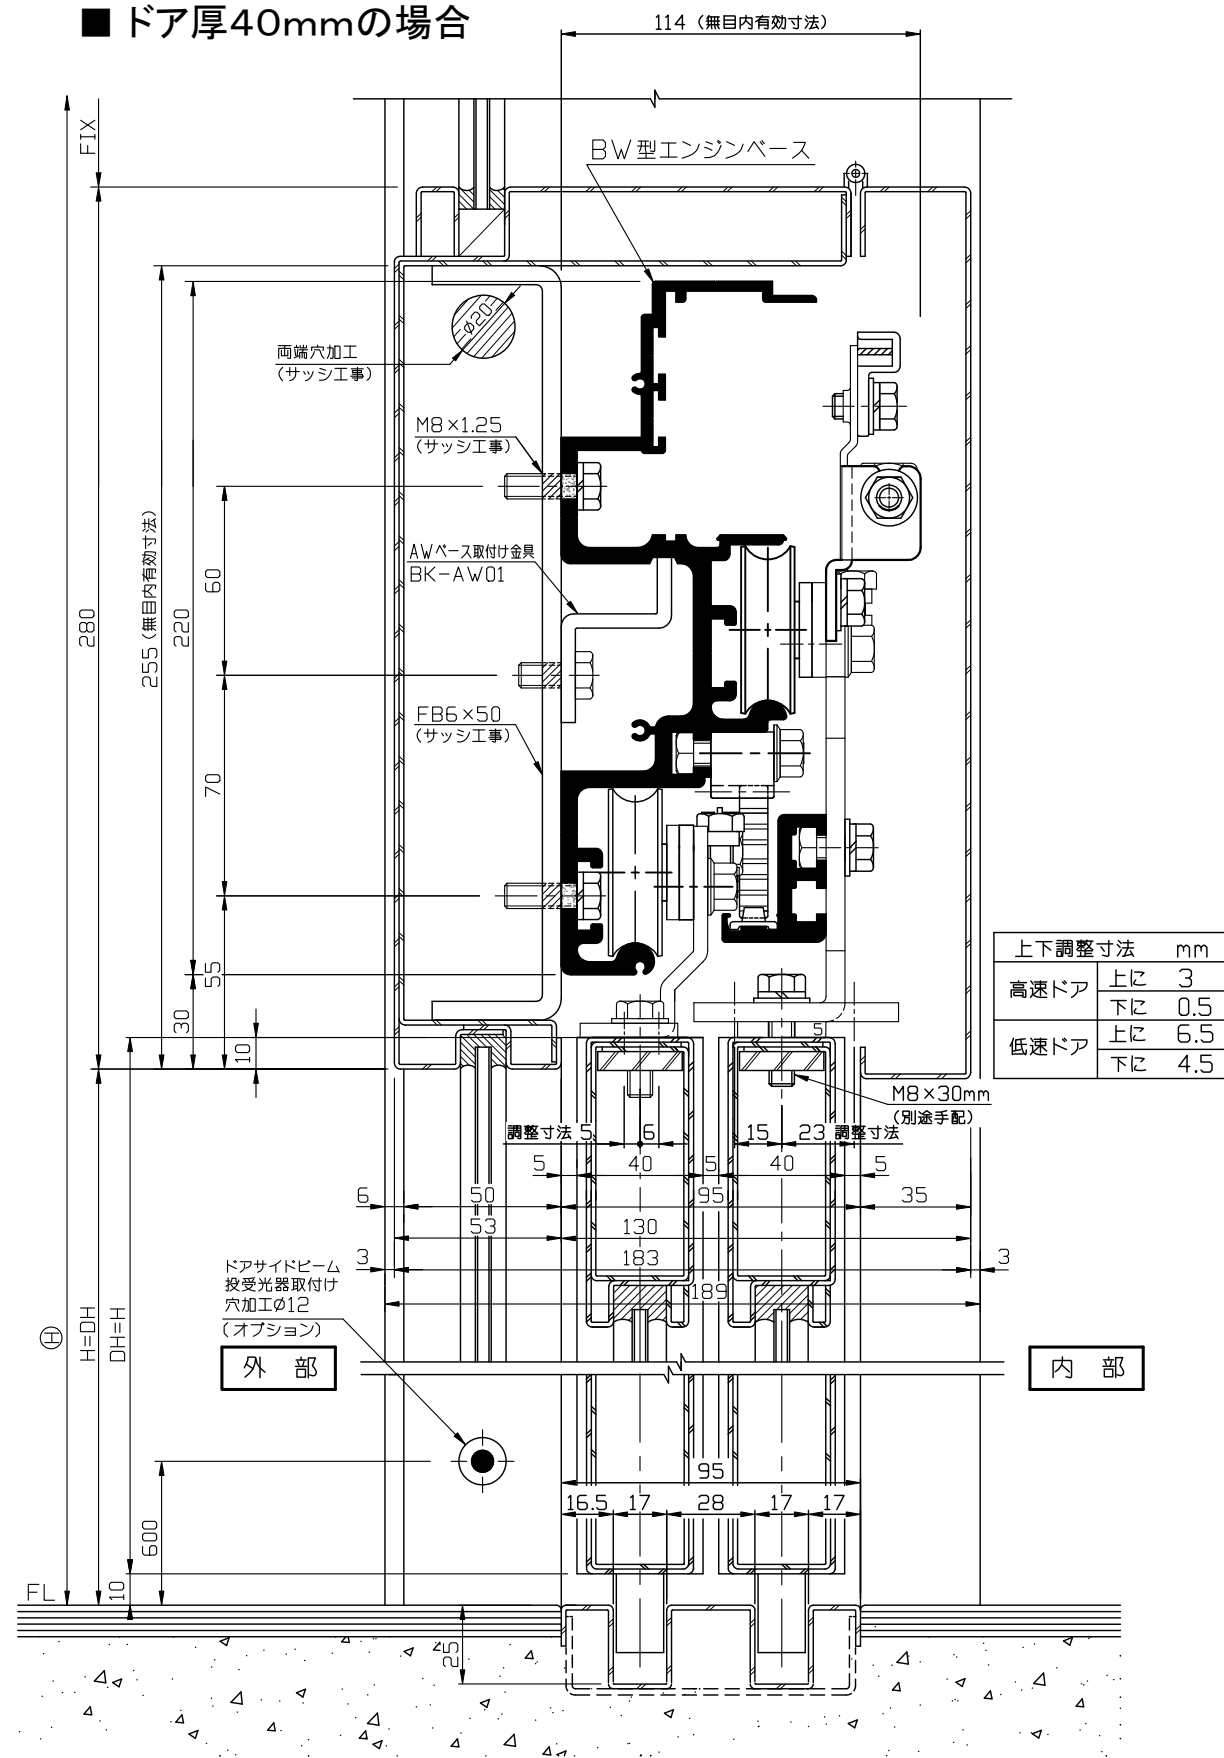 ■ ドア厚40mmの場合
114 (無目内有効寸法)
FIX
BW型エンジンベース
φ20
両端穴加工
(サッシ工事)
M8×1.25
(サッシ工事)
AWベース取付け金具
BK-AW01
FB6×50
(サッシ工事)
280
255 (無目内有効寸法)
220
60
70
55
30
10
上下調整寸法 mm
高速ドア 上に 3
下に 0.5
低速ドア 上に 6.5
下に 4.5
5
M8×30mm
(別途手配)
調整寸法 5 6 15 23 調整寸法
5 40 5 40 5
6 50 95 35
53 130
3 183 3
189
ドアサイドビーム
投受光器取付け
穴加工φ12
(オプション)
外部
内部
Ⓗ
H=DH
DH=H
95
16.5 17 28 17 17
600
10
FL
25